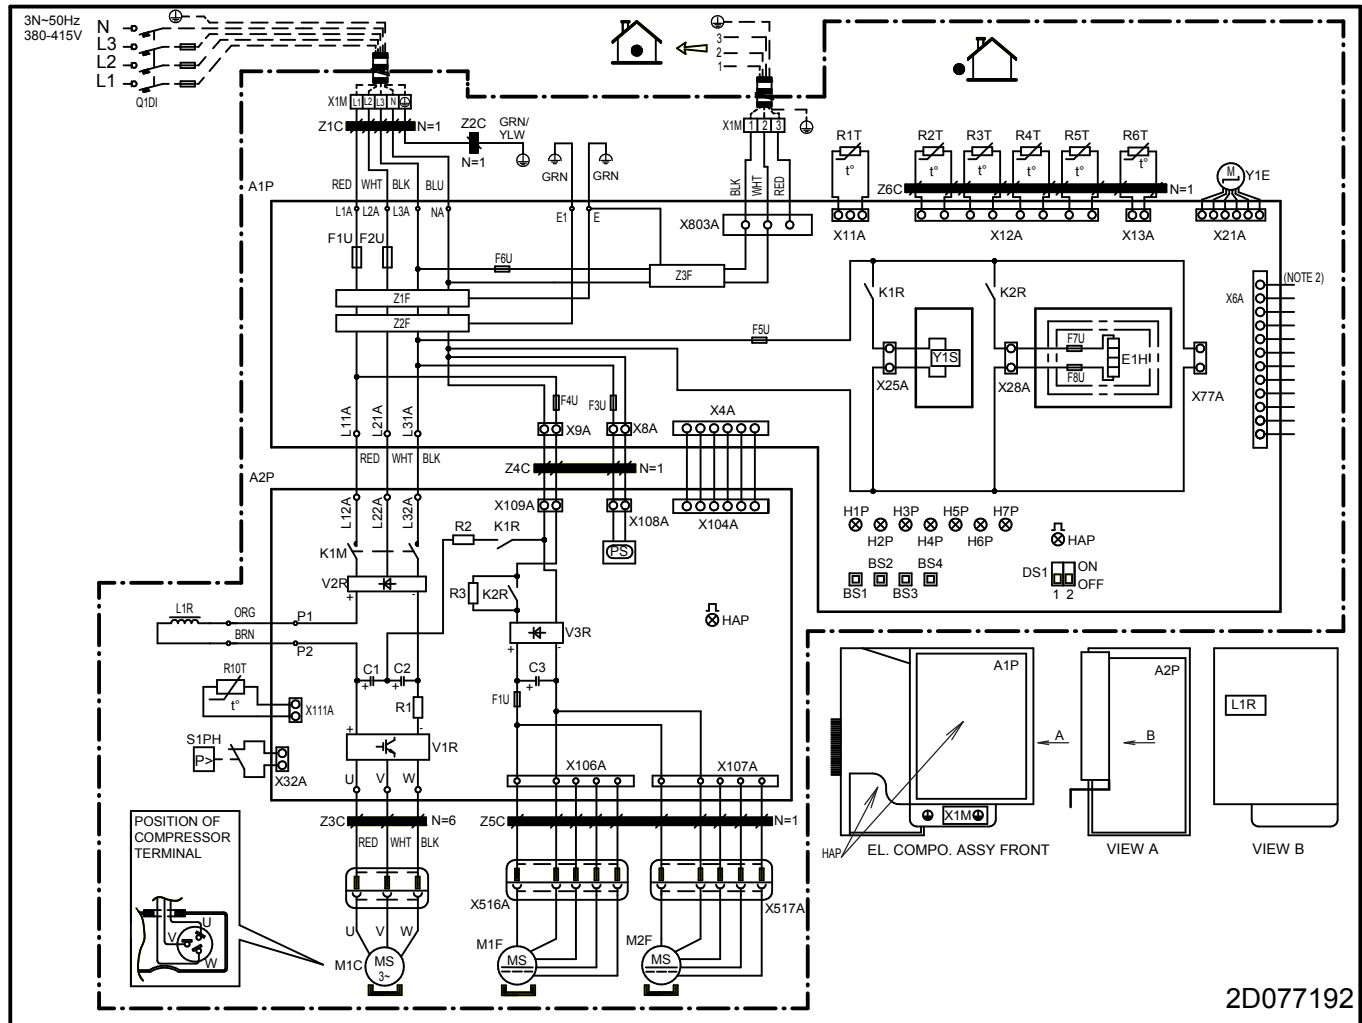 3N~50Hz
380-415V
N
L3
L2
L1
Q1DI
3
2
1
X1M L1 L2 L3 N
Z1C N=1
Z2C
N=1
GRN/
YLW
GRN
GRN
X1M 1 2 3
R1T R2T R3T R4T R5T R6T
t° t° t° t° t° t°
Z6C N=1
M Y1E
A1P
RED WHT BLK BLU
BLK WHT RED
L1A L2A L3A NA
E1 E
X803A
X11A X12A X13A X21A
F1U F2U
F6U
Z3F
Z1F
Z2F
F5U
K1R K2R
(NOTE 2)
X6A
Y1S
F7U
F8U
E1H
X25A X28A X77A
L11A L21A L31A
F4U F3U
X9A X8A
X4A
RED WHT BLK
Z4C N=1
A2P
L12A L22A L32A
X109A X108A X104A
PS
R2 K1R
K1M
V2R
+ -
R3 K2R
V3R
+ -
HAP
H1P H2P H3P H4P H5P H6P H7P
HAP
BS1 BS2 BS3 BS4
DS1 ON
OFF
1 2
L1R
ORG P1
BRN P2
R10T
t°
X111A
C1 C2
+ +
R1
C3
+
F1U
S1PH
P>
X32A
+ -
V1R
U V W
X106A X107A
Z3C N=6
Z5C N=1
RED WHT BLK
X516A X517A
POSITION OF
COMPRESSOR
TERMINAL
U
V
W
U V W
M1C MS
3~
M1F MS
M2F MS
A1P
A
X1M
HAP
EL. COMPO. ASSY FRONT
A2P
B
VIEW A
L1R
VIEW B
2D077192